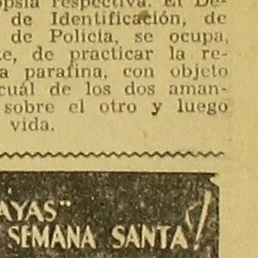 opsia respectiva. El De-
de Identificación, de
de Policía, se ocupa,
de practicar la re-
a parafina, con objeto
cuál de los dos aman-
sobre el otro y luego
vida.
AYAS"
SEMANA SANTA!